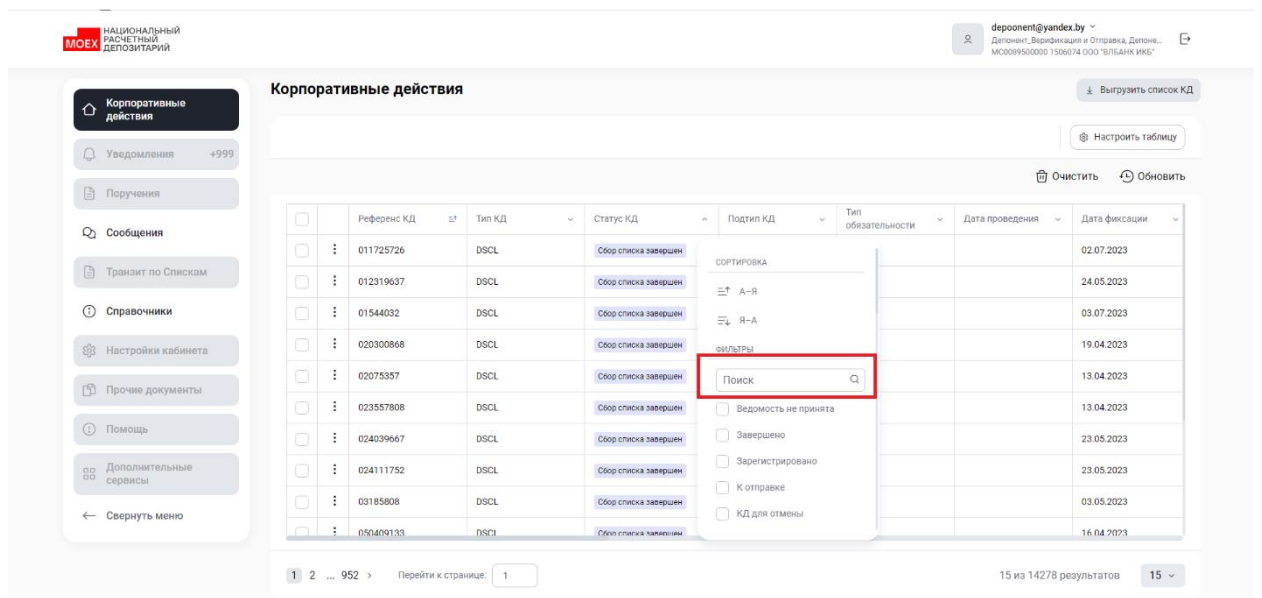 MOEX
НАЦИОНАЛЬНЫЙ
РАСЧЕТНЫЙ
ДЕПОЗИТАРИЙ
depoonent@yandex.by
Депонент_Верификация и Отправка, Депоне...
MC0089500000 1506074 ООО "ВЛБАНК ИКБ"
Корпоративные
действия
Уведомления +999
Поручения
Сообщения
Транзит по Спискам
Справочники
Настройки кабинета
Прочие документы
Помощь
Дополнительные
сервисы
Свернуть меню
Корпоративные действия
Выгрузить список КД
Настроить таблицу
Очистить Обновить
Референс КД Тип КД Статус КД Подтип КД Тип обязательности Дата проведения Дата фиксации
011725726 DSCL Сбор списка завершен 02.07.2023
012319637 DSCL Сбор списка завершен 24.05.2023
01544032 DSCL Сбор списка завершен 03.07.2023
020300868 DSCL Сбор списка завершен 19.04.2023
02075357 DSCL Сбор списка завершен 13.04.2023
023557808 DSCL Сбор списка завершен 13.04.2023
024039667 DSCL Сбор списка завершен 23.05.2023
024111752 DSCL Сбор списка завершен 23.05.2023
03185808 DSCL Сбор списка завершен 03.05.2023
050409133 DSCL Сбор списка завершен 16.04.2023
СОРТИРОВКА
А–Я
Я–А
ФИЛЬТРЫ
Поиск
Ведомость не принята
Завершено
Зарегистрировано
К отправке
КД для отмены
1 2 ... 952 > Перейти к странице: 1
15 из 14278 результатов 15